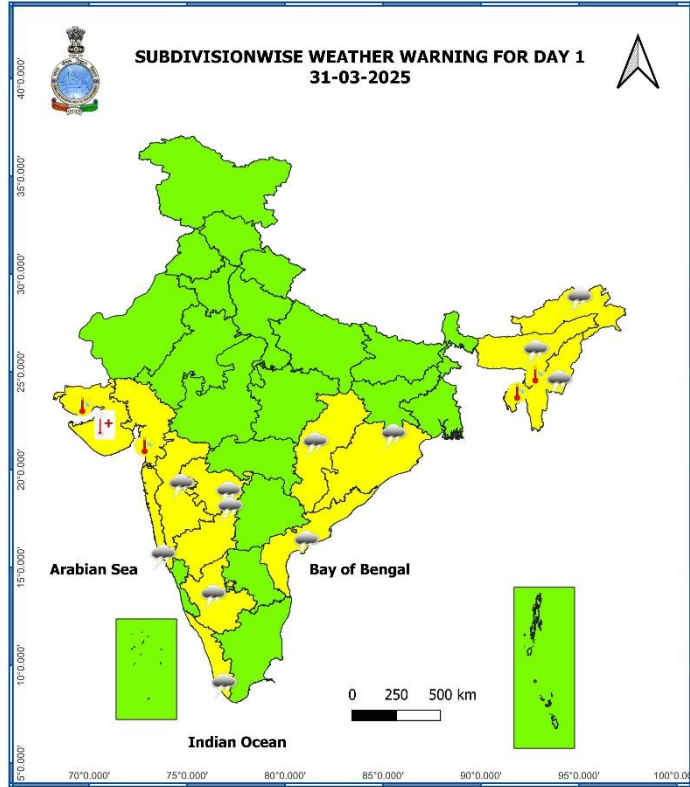 SUBDIVISIONWISE WEATHER WARNING FOR DAY 1
31-03-2025
40°0.000'
35°0.000'
30°0.000'
25°0.000'
20°0.000'
15°0.000'
10°0.000'
5°0.000'
Arabian Sea
Bay of Bengal
0 250 500 km
Indian Ocean
70°0.000' 75°0.000' 80°0.000' 85°0.000' 90°0.000' 95°0.000' 100°0.00